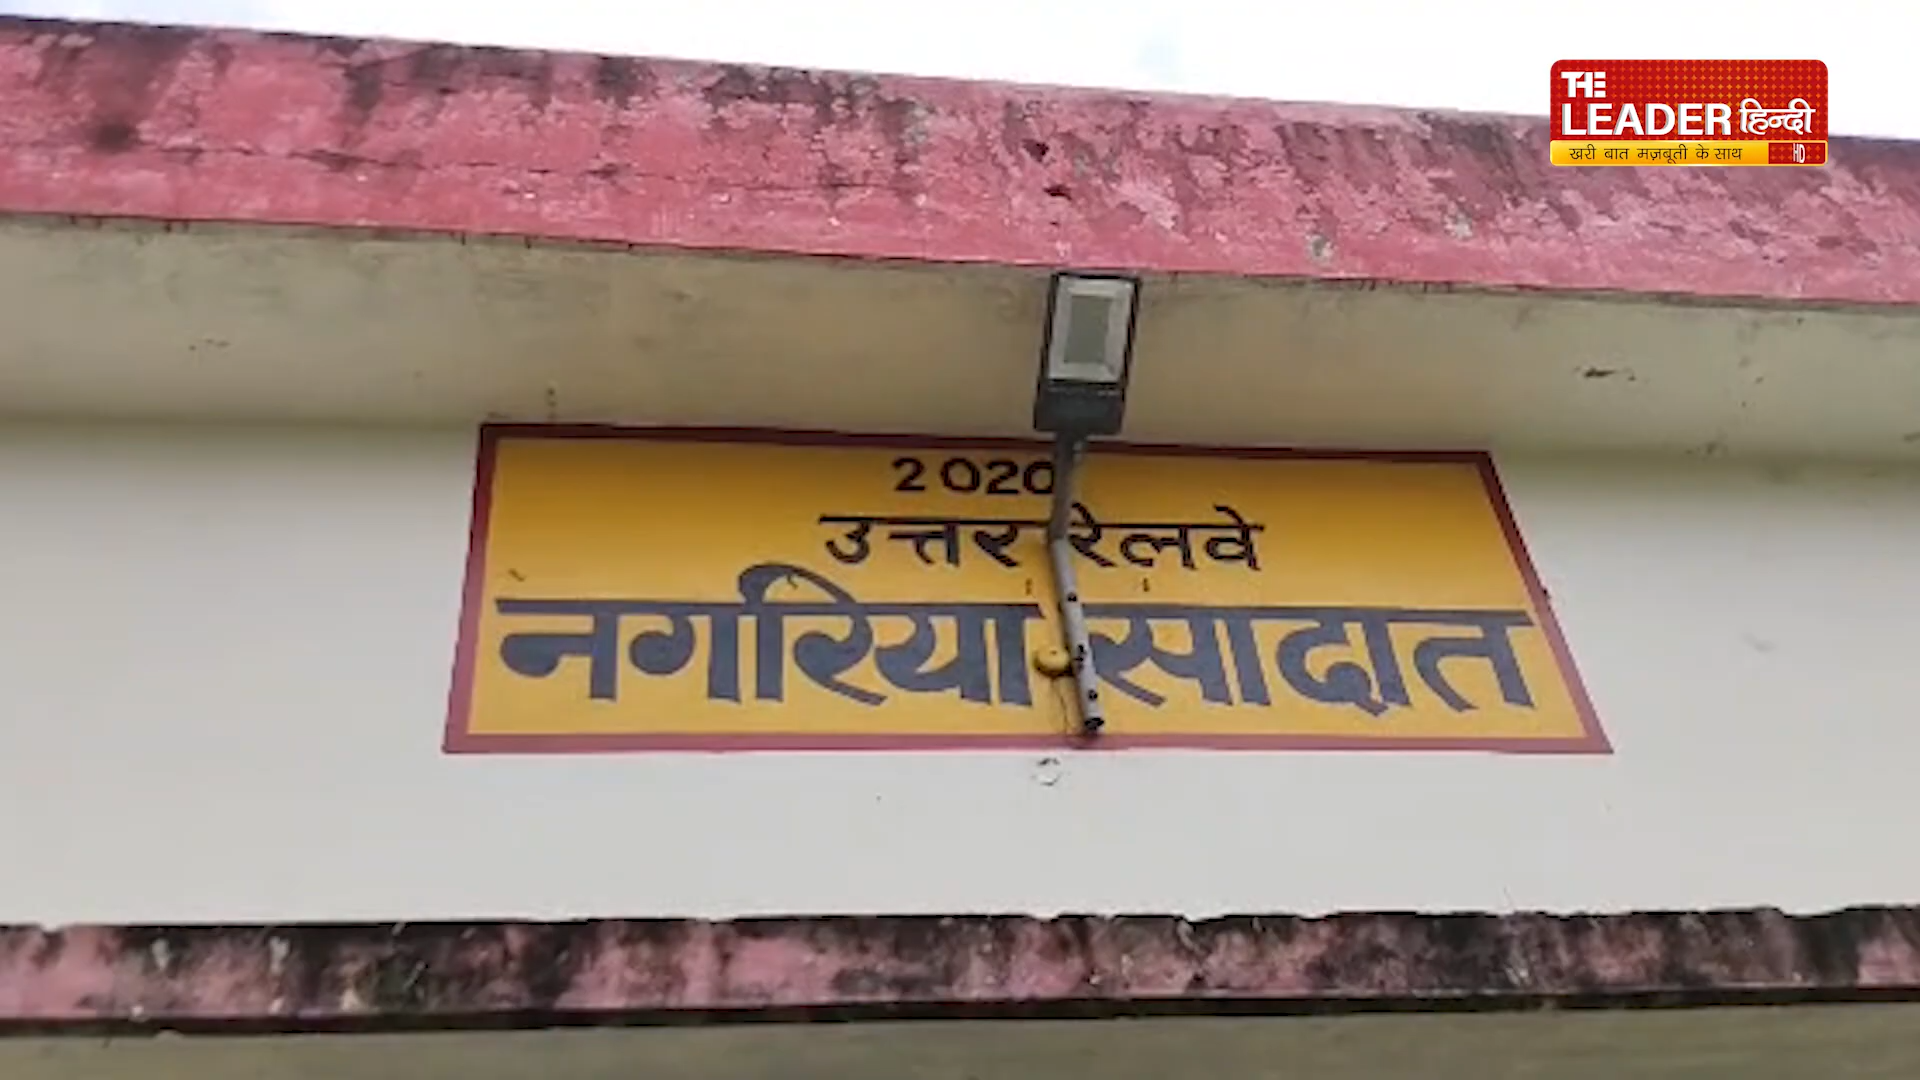 THE
LEADER हिन्दी
खरी बात मज़बूती के साथ HD
2020
उत्तर रेलवे
नगरिया सादात